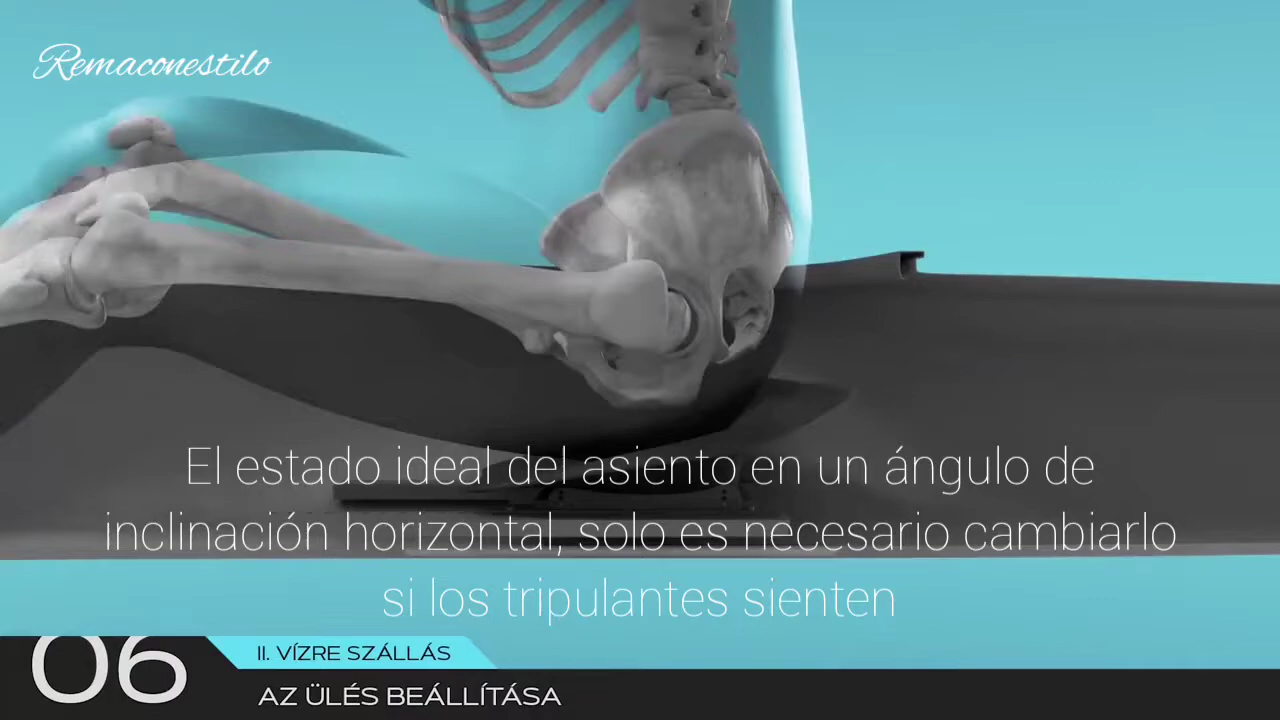 Remaconestilo
El estado ideal del asiento en un ángulo de
inclinación horizontal, solo es necesario cambiarlo
si los tripulantes sienten
06
II. VÍZRE SZÁLLÁS
AZ ÜLÉS BEÁLLÍTÁSA